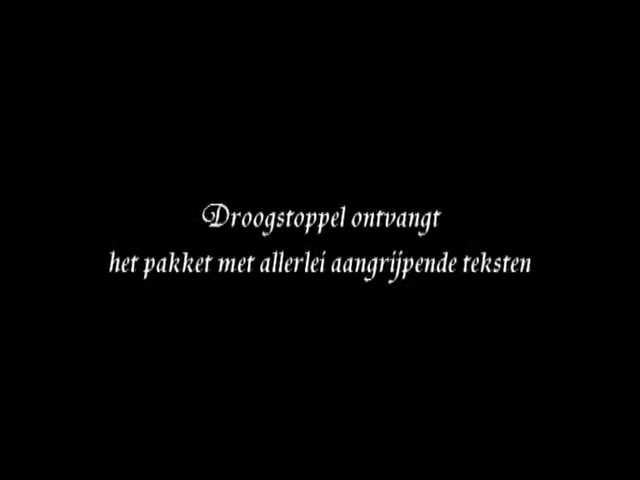 Droogstoppel ontvangt
het pakket met allerlei aangrijpende teksten